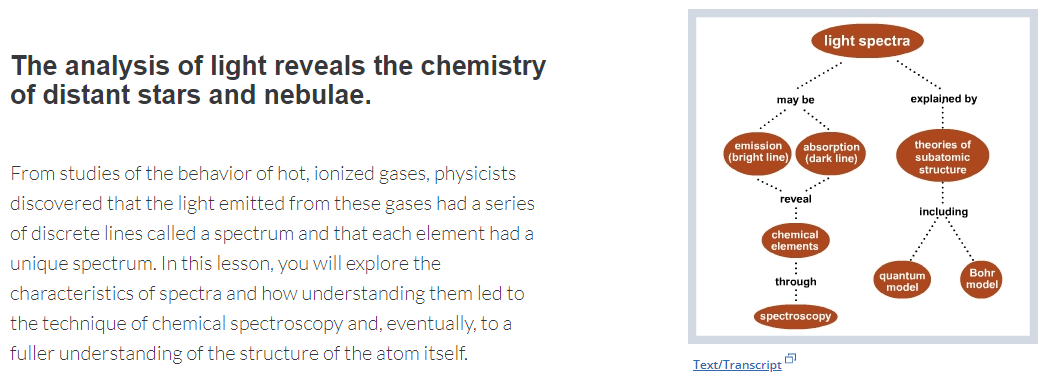 The analysis of light reveals the chemistry
of distant stars and nebulae.
From studies of the behavior of hot, ionized gases, physicists
discovered that the light emitted from these gases had a series
of discrete lines called a spectrum and that each element had a
unique spectrum. In this lesson, you will explore the
characteristics of spectra and how understanding them led to
the technique of chemical spectroscopy and, eventually, to a
fuller understanding of the structure of the atom itself.
light spectra
may be
explained by
emission
(bright line)
absorption
(dark line)
theories of
subatomic
structure
reveal
including
chemical
elements
quantum
model
Bohr
model
through
spectroscopy
Text/Transcript